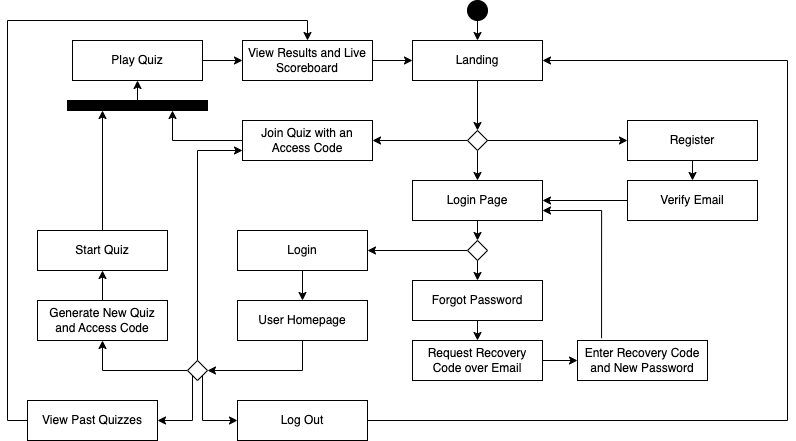 Play Quiz
View Results and Live
Scoreboard
Landing
Join Quiz with an
Access Code
Register
Login Page
Verify Email
Start Quiz
Login
Generate New Quiz
and Access Code
User Homepage
Forgot Password
Request Recovery
Code over Email
Enter Recovery Code
and New Password
View Past Quizzes
Log Out